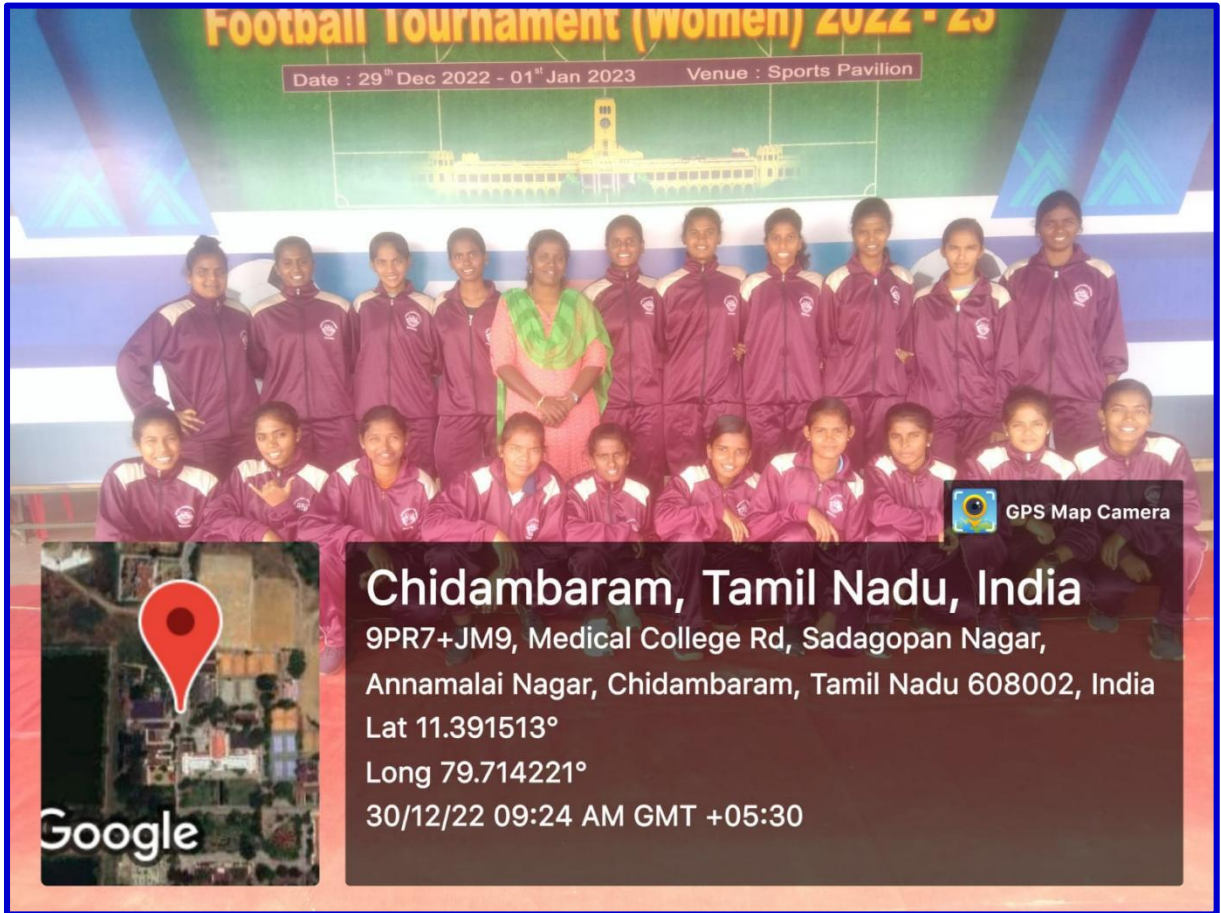 Football Tournament (Women) 2022 - 23
Date : 29th Dec 2022 - 01st Jan 2023 Venue : Sports Pavilion
GPS Map Camera
Chidambaram, Tamil Nadu, India
9PR7+JM9, Medical College Rd, Sadagopan Nagar,
Annamalai Nagar, Chidambaram, Tamil Nadu 608002, India
Lat 11.391513°
Long 79.714221°
30/12/22 09:24 AM GMT +05:30
Google